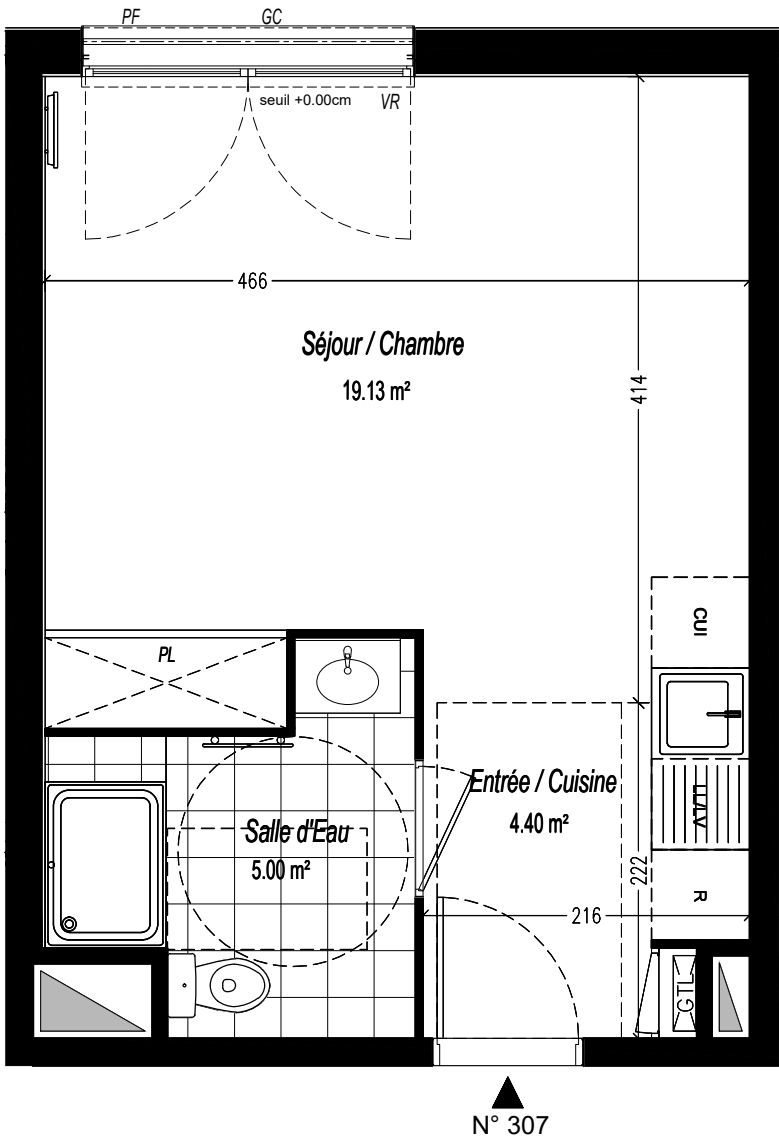 PF GC
seuil +0.00cm VR
466
Séjour / Chambre
19.13 m²
414
CUI
PL
Entrée / Cuisine
4.40 m²
LL/LV
Salle d'Eau
5.00 m²
222
R
216
GTL
N° 307